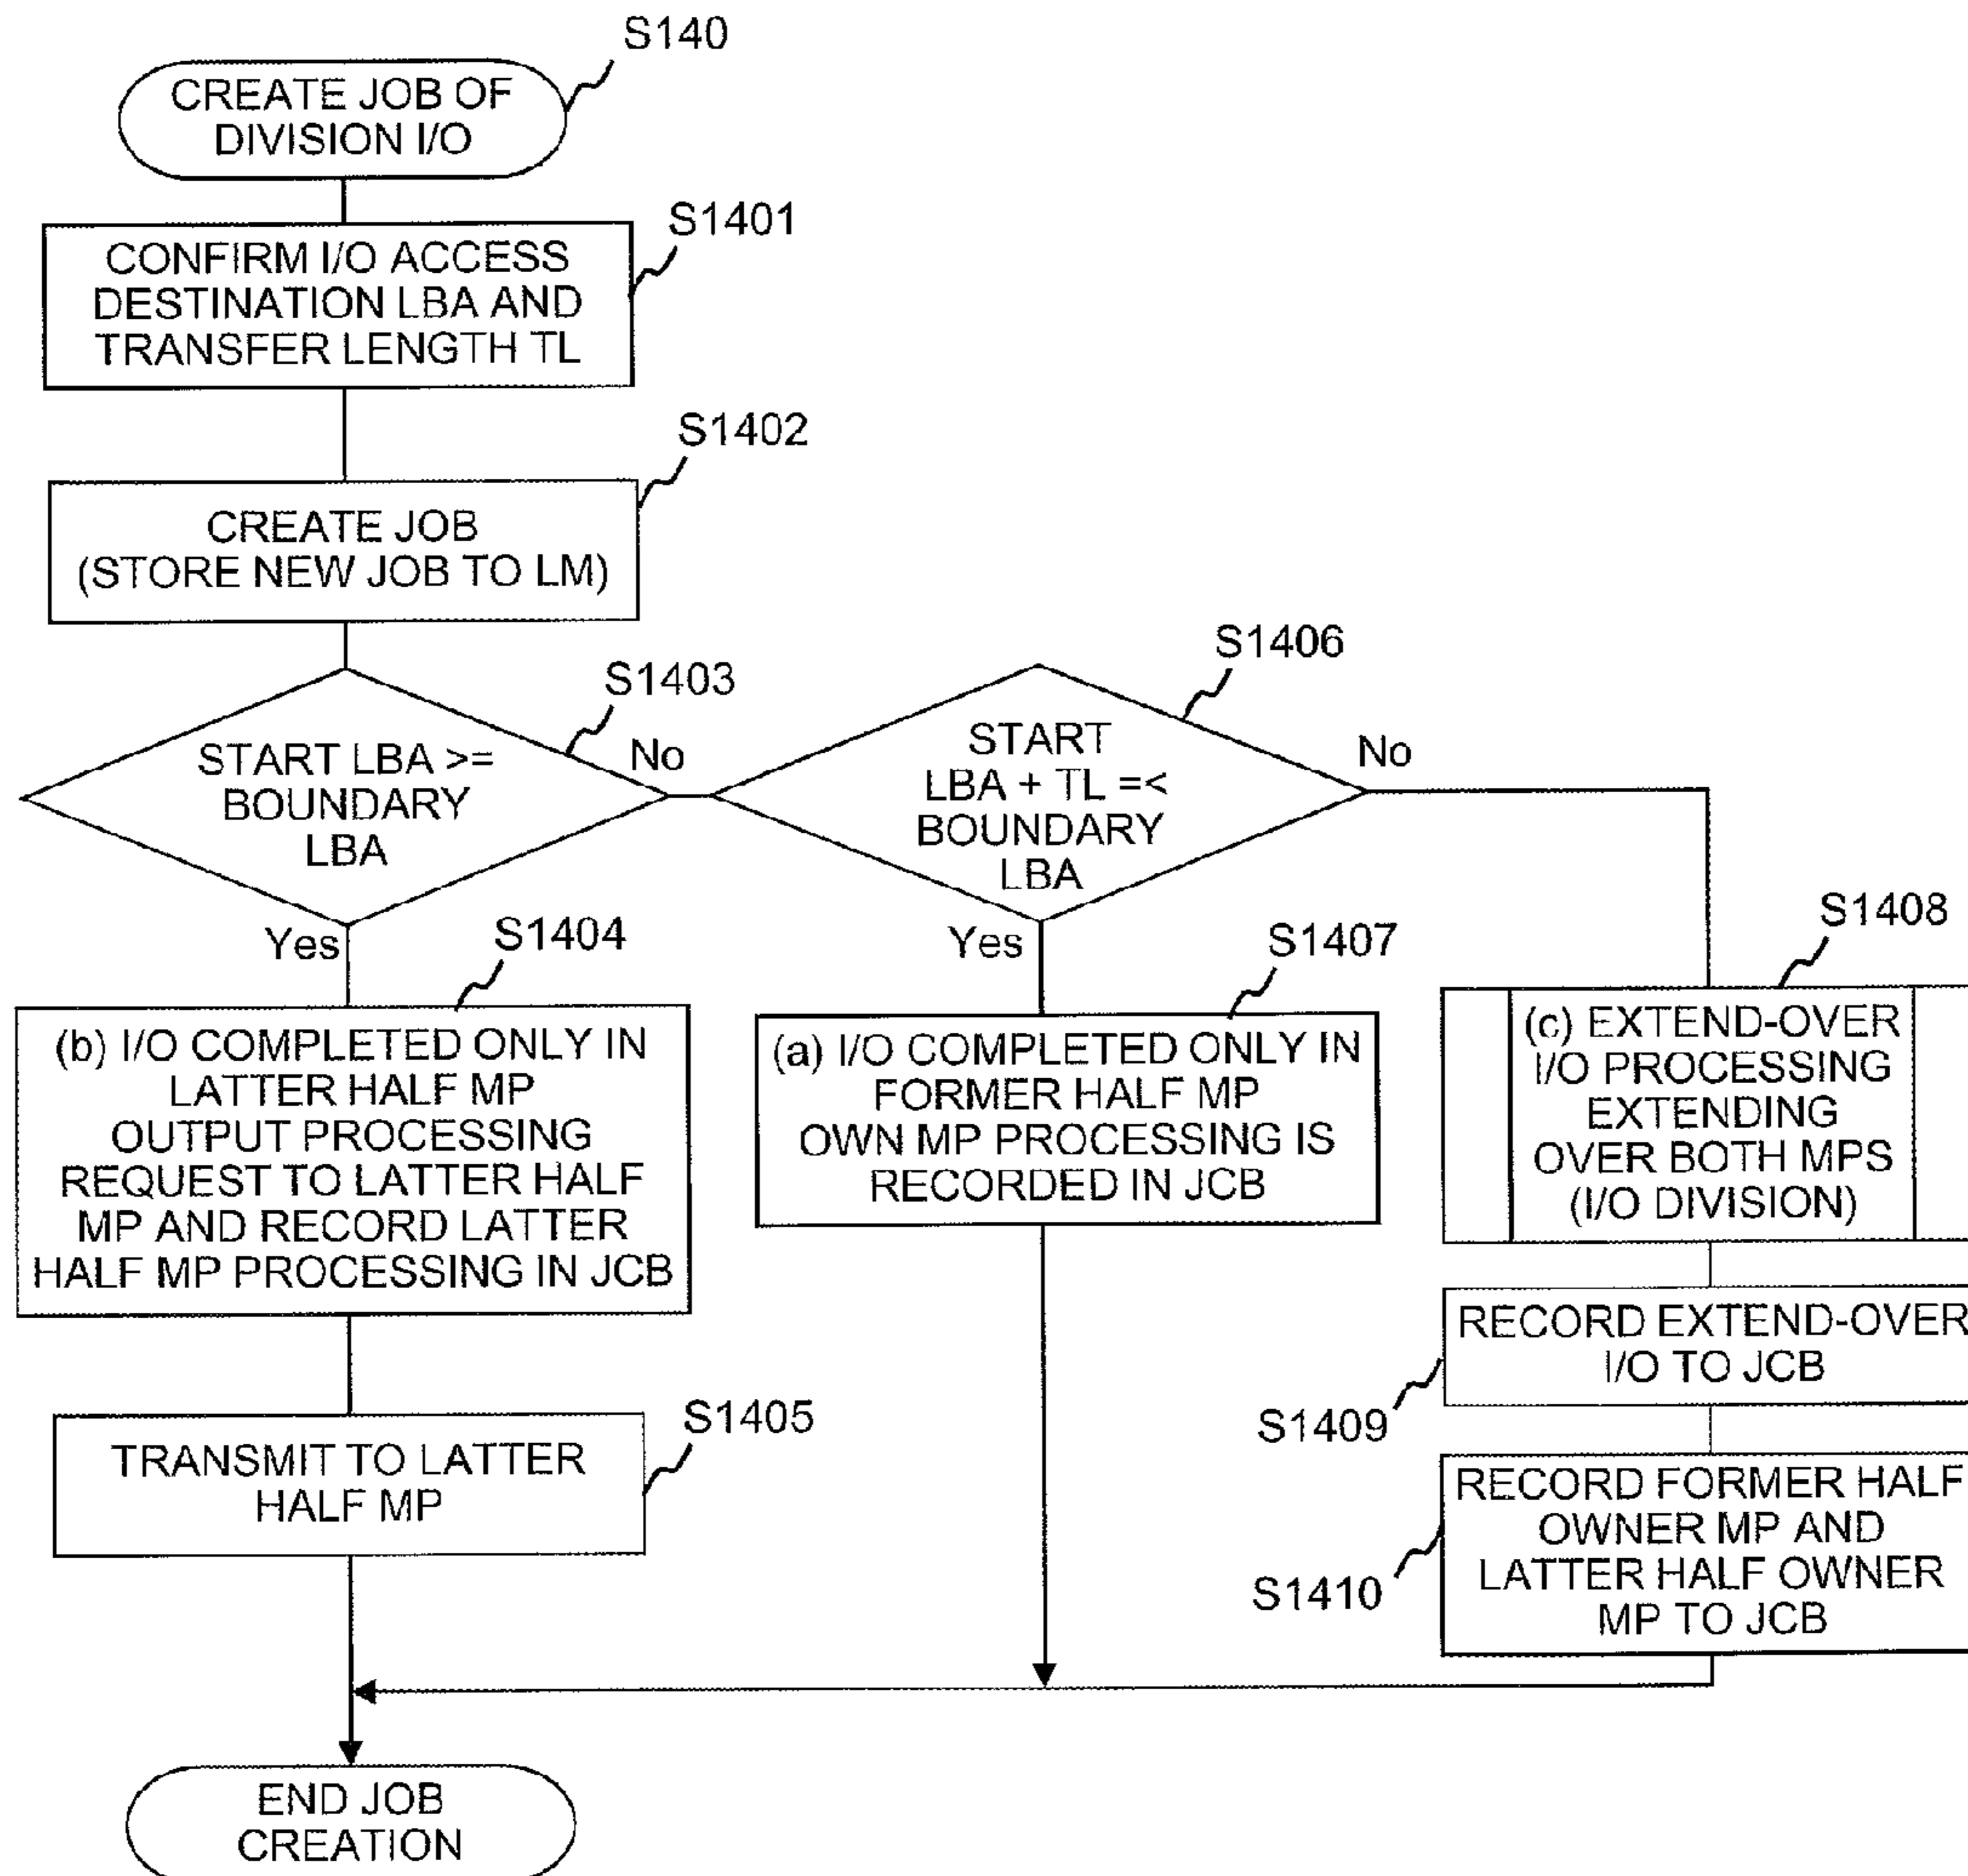 S140
CREATE JOB OF
DIVISION I/O
S1401
CONFIRM I/O ACCESS
DESTINATION LBA AND
TRANSFER LENGTH TL
S1402
CREATE JOB
(STORE NEW JOB TO LM)
S1403
START LBA >=
BOUNDARY
LBA
No
Yes
S1406
START
LBA + TL =<
BOUNDARY
LBA
No
Yes
S1404
(b) I/O COMPLETED ONLY IN
LATTER HALF MP
OUTPUT PROCESSING
REQUEST TO LATTER HALF
MP AND RECORD LATTER
HALF MP PROCESSING IN JCB
S1407
(a) I/O COMPLETED ONLY IN
FORMER HALF MP
OWN MP PROCESSING IS
RECORDED IN JCB
S1408
(c) EXTEND-OVER
I/O PROCESSING
EXTENDING
OVER BOTH MPS
(I/O DIVISION)
RECORD EXTEND-OVER
I/O TO JCB
S1409
S1405
TRANSMIT TO LATTER
HALF MP
RECORD FORMER HALF
OWNER MP AND
LATTER HALF OWNER
MP TO JCB
S1410
END JOB
CREATION